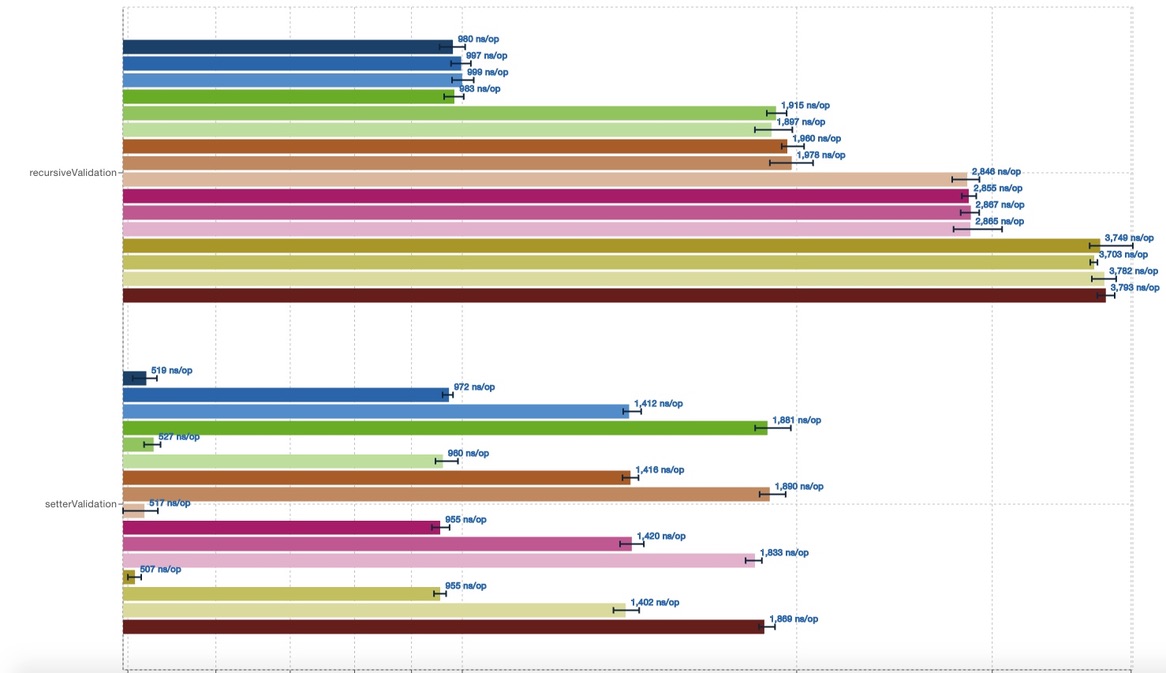 980 ns/op
997 ns/op
999 ns/op
983 ns/op
1,915 ns/op
1,897 ns/op
1,960 ns/op
1,978 ns/op
recursiveValidation
2,846 ns/op
2,855 ns/op
2,867 ns/op
2,865 ns/op
3,749 ns/op
3,703 ns/op
3,782 ns/op
3,793 ns/op
519 ns/op
972 ns/op
1,412 ns/op
1,881 ns/op
527 ns/op
960 ns/op
1,416 ns/op
1,890 ns/op
setterValidation
517 ns/op
955 ns/op
1,420 ns/op
1,833 ns/op
507 ns/op
955 ns/op
1,402 ns/op
1,869 ns/op